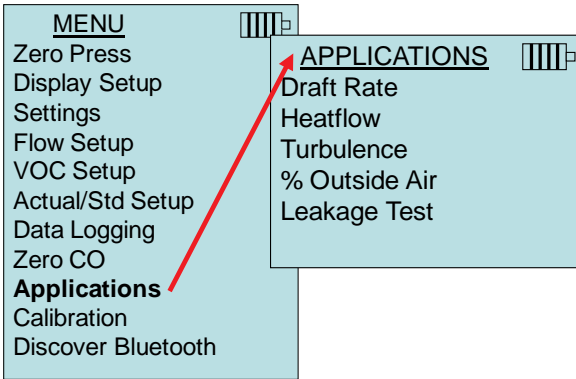 MENU
Zero Press
Display Setup
Settings
Flow Setup
VOC Setup
Actual/Std Setup
Data Logging
Zero CO
Applications
Calibration
Discover Bluetooth
APPLICATIONS
Draft Rate
Heatflow
Turbulence
% Outside Air
Leakage Test